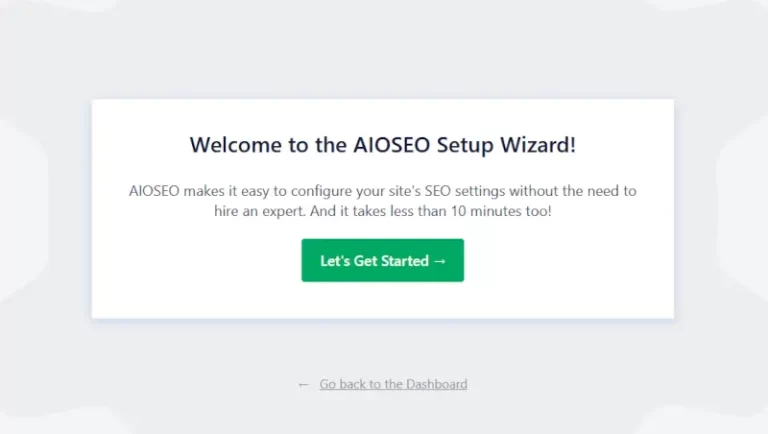 Welcome to the AIOSEO Setup Wizard!
AIOSEO makes it easy to configure your site's SEO settings without the need to
hire an expert. And it takes less than 10 minutes too!
Let's Get Started →
← Go back to the Dashboard